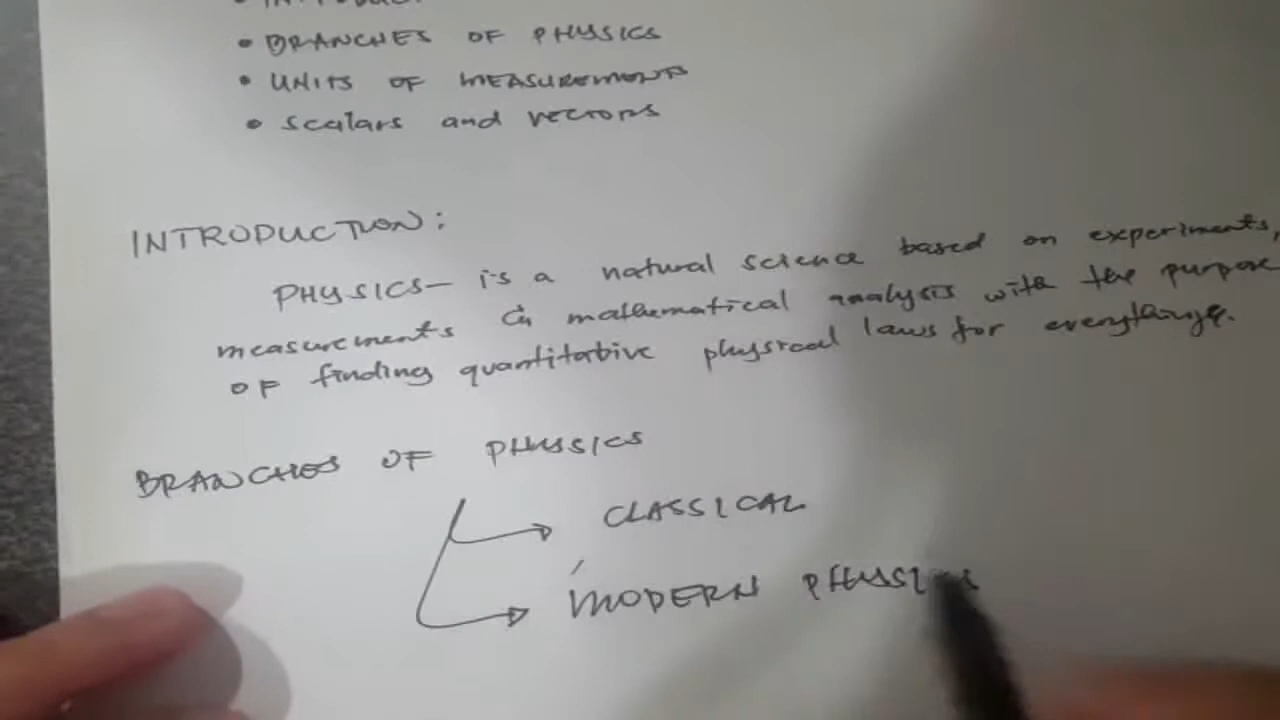 • BRANCHES OF PHYSICS
• UNITS OF MEASUREMENTS
• scalars and vectors
INTRODUCTION:
PHYSICS - is a natural science based on experiments,
measurements & mathematical analysis with the purpose
OF finding quantitative physical laws for everything.
BRANCHES OF PHYSICS
CLASSICAL
MODERN PHYSICS